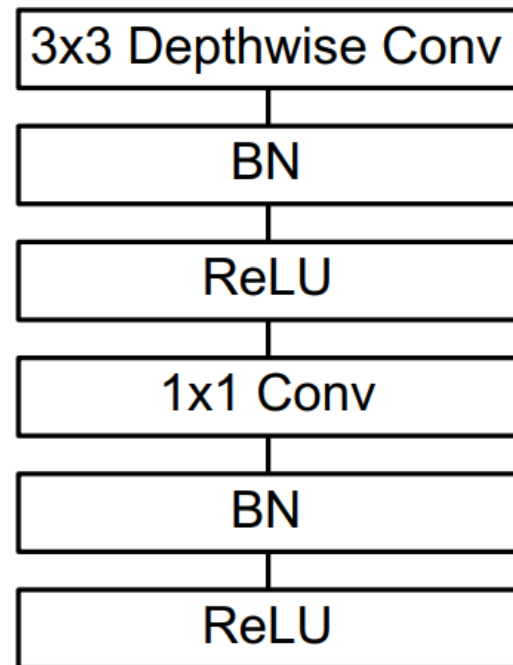 3x3 Depthwise Conv
BN
ReLU
1x1 Conv
BN
ReLU